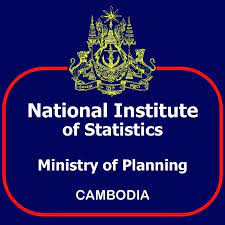 National Institute
of Statistics
Ministry of Planning
CAMBODIA